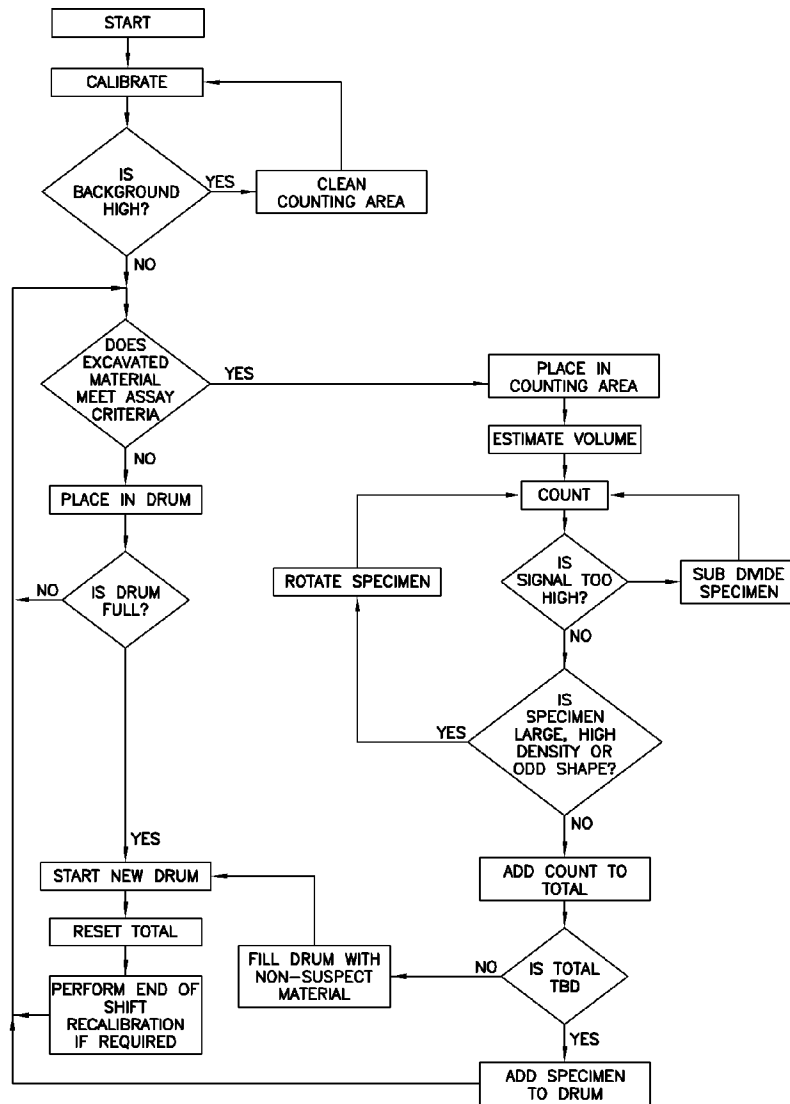 START
CALIBRATE
IS
BACKGROUND
HIGH?
YES
CLEAN
COUNTING AREA
NO
DOES
EXCAVATED
MATERIAL
MEET ASSAY
CRITERIA
YES
PLACE IN
COUNTING AREA
NO
ESTIMATE VOLUME
PLACE IN DRUM
COUNT
IS DRUM
FULL?
NO
ROTATE SPECIMEN
IS
SIGNAL TOO
HIGH?
SUB DIVIDE
SPECIMEN
NO
IS
SPECIMEN
LARGE, HIGH
DENSITY OR
ODD SHAPE?
YES
NO
YES
START NEW DRUM
ADD COUNT TO
TOTAL
RESET TOTAL
FILL DRUM WITH
NON-SUSPECT
MATERIAL
NO
IS TOTAL
TBD
PERFORM END OF
SHIFT
RECALIBRATION
IF REQUIRED
YES
ADD SPECIMEN
TO DRUM